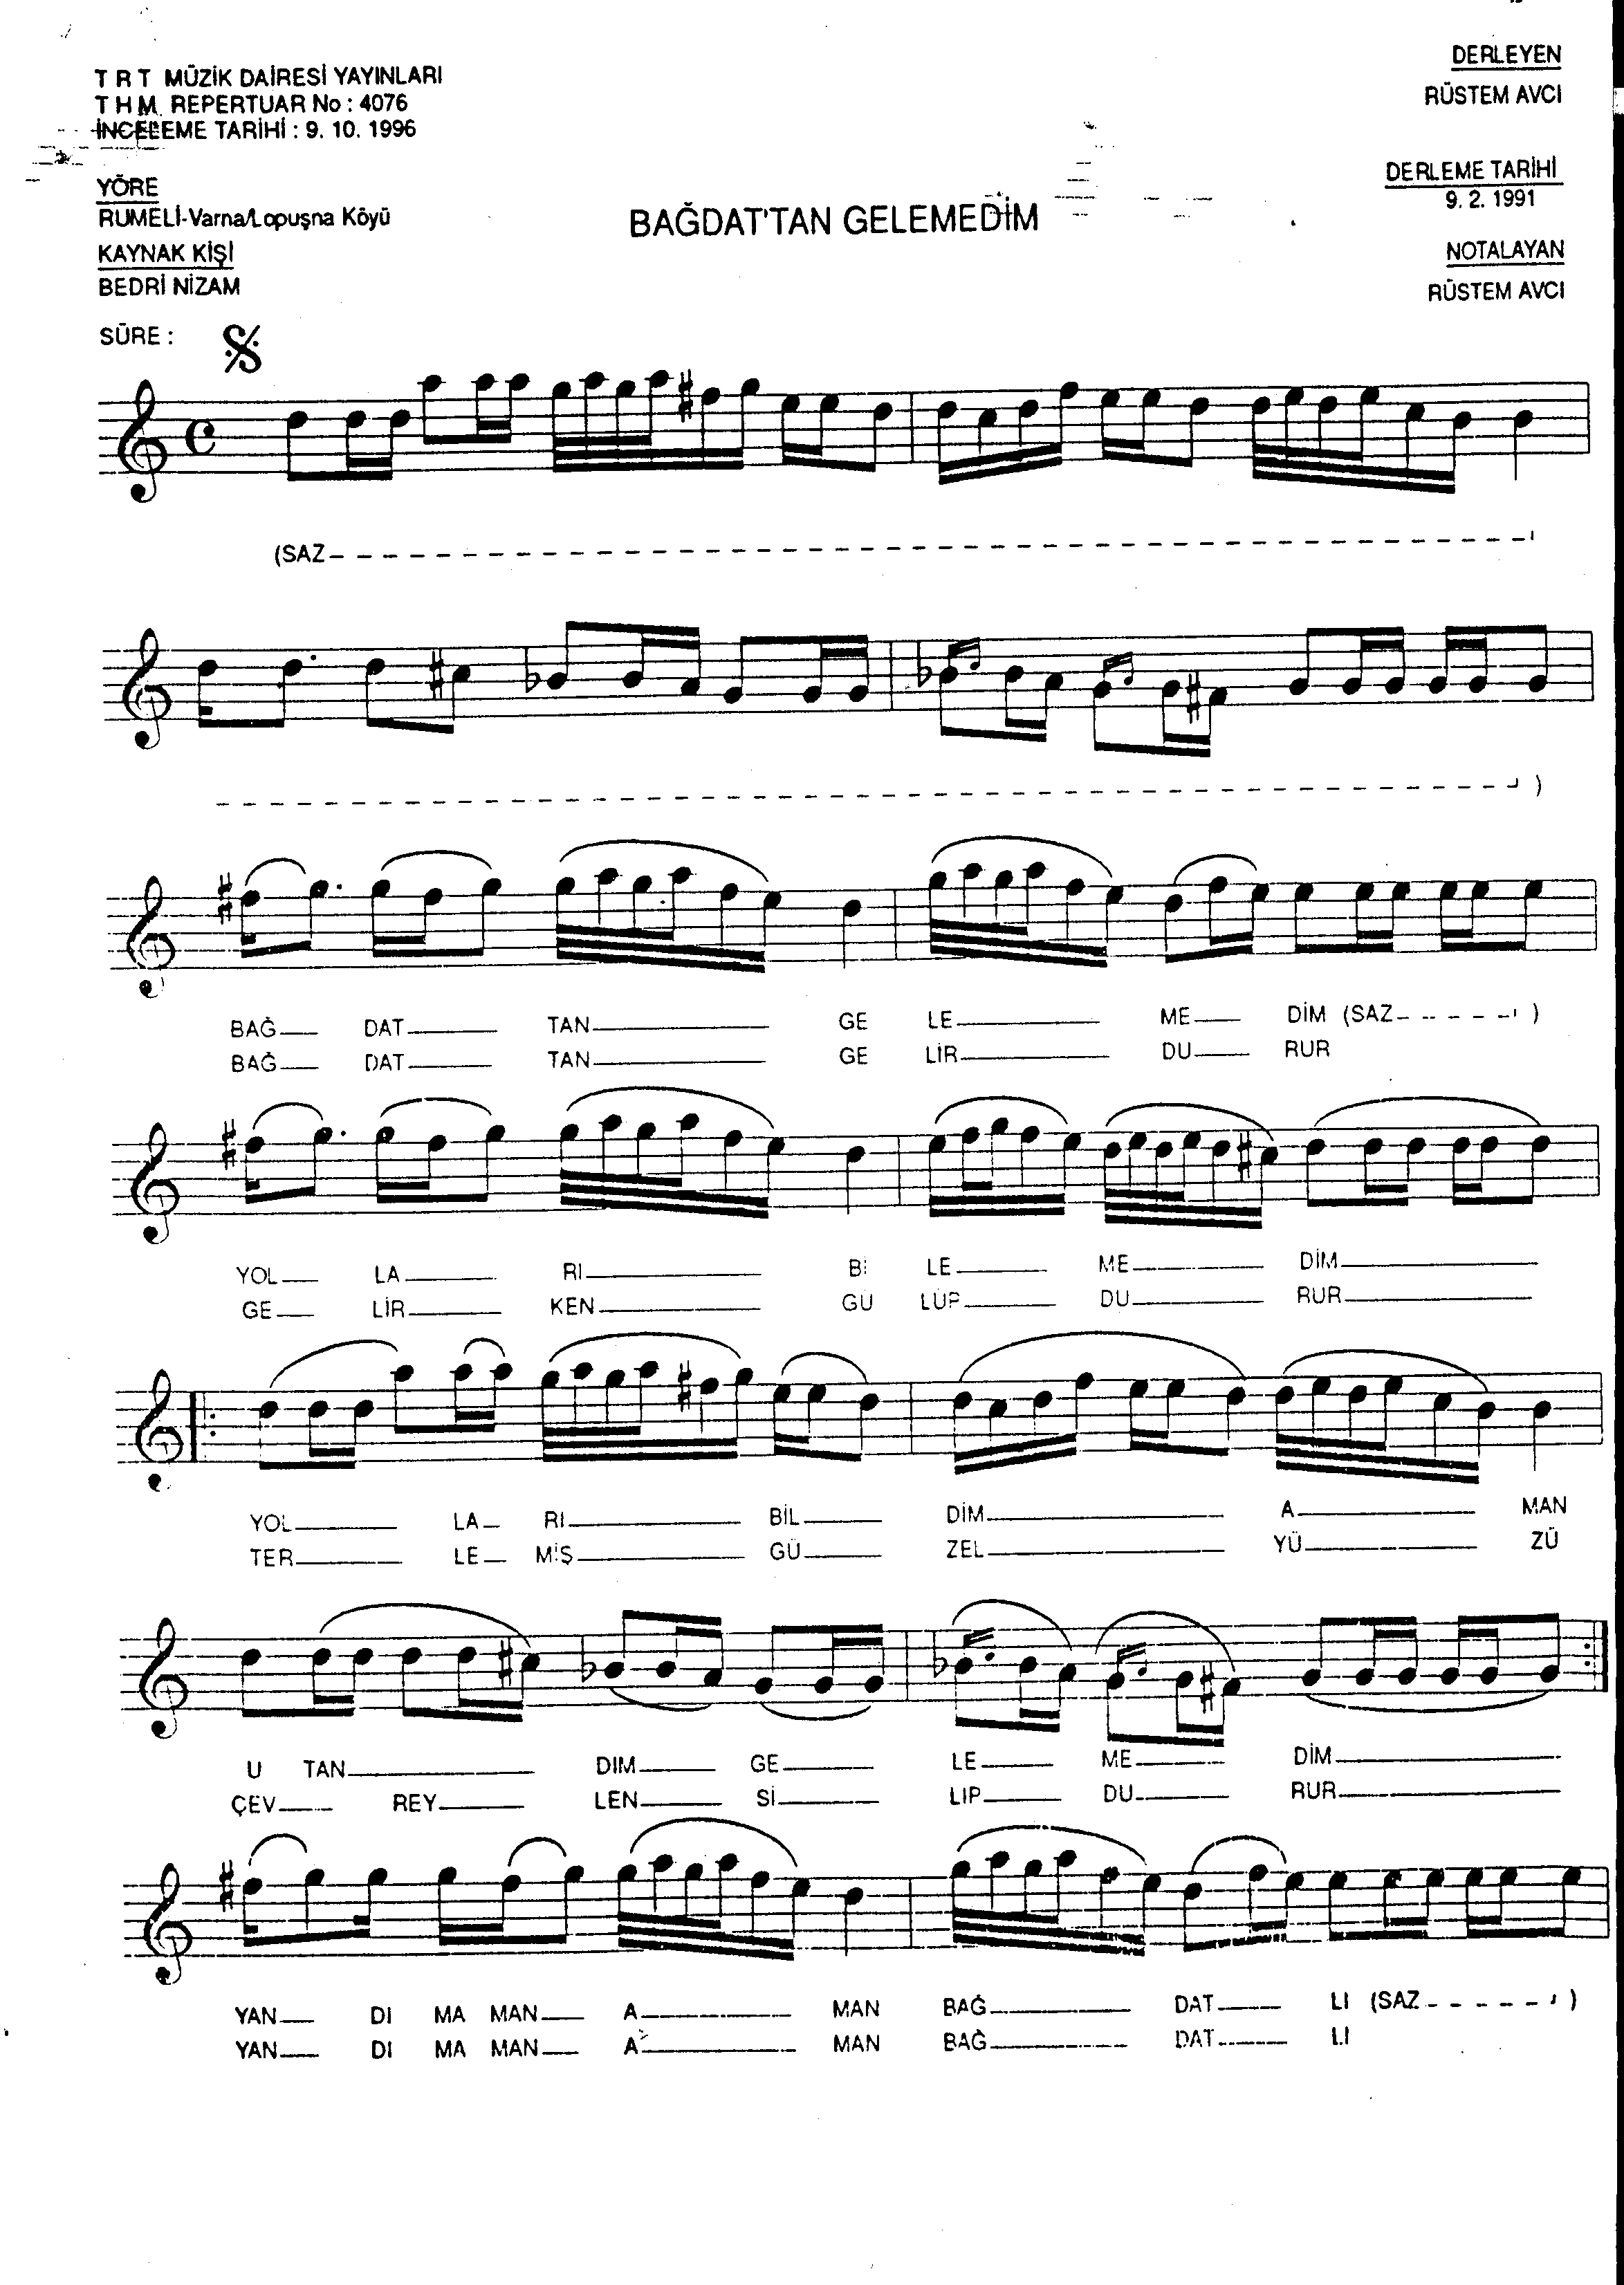 T R T MÜZİK DAİRESİ YAYINLARI
T H M REPERTUAR No : 4076
İNCELEME TARİHİ : 9. 10. 1996
DERLEYEN
RÜSTEM AVCI
YÖRE
RUMELİ-Varna/Lopuşna Köyü
KAYNAK KİŞİ
BEDRİ NİZAM
SÜRE :
BAĞDAT'TAN GELEMEDİM
DERLEME TARİHİ
9. 2. 1991
NOTALAYAN
RÜSTEM AVCI
(SAZ
)
BAĞ DAT TAN GE LE ME DİM (SAZ )
BAĞ DAT TAN GE LİR DU RUR
YOL LA RI Bİ LE ME DİM
GE LİR KEN GÜ LÜP DU RUR
YOL LA RI BİL DİM A MAN
TER LE MİŞ GÜ ZEL YÜ ZÜ
U TAN DIM GE LE ME DİM
ÇEV REY LEN Sİ LIP DU RUR
YAN DI MA MAN A MAN BAĞ DAT LI (SAZ )
YAN DI MA MAN A MAN BAĞ DAT LI